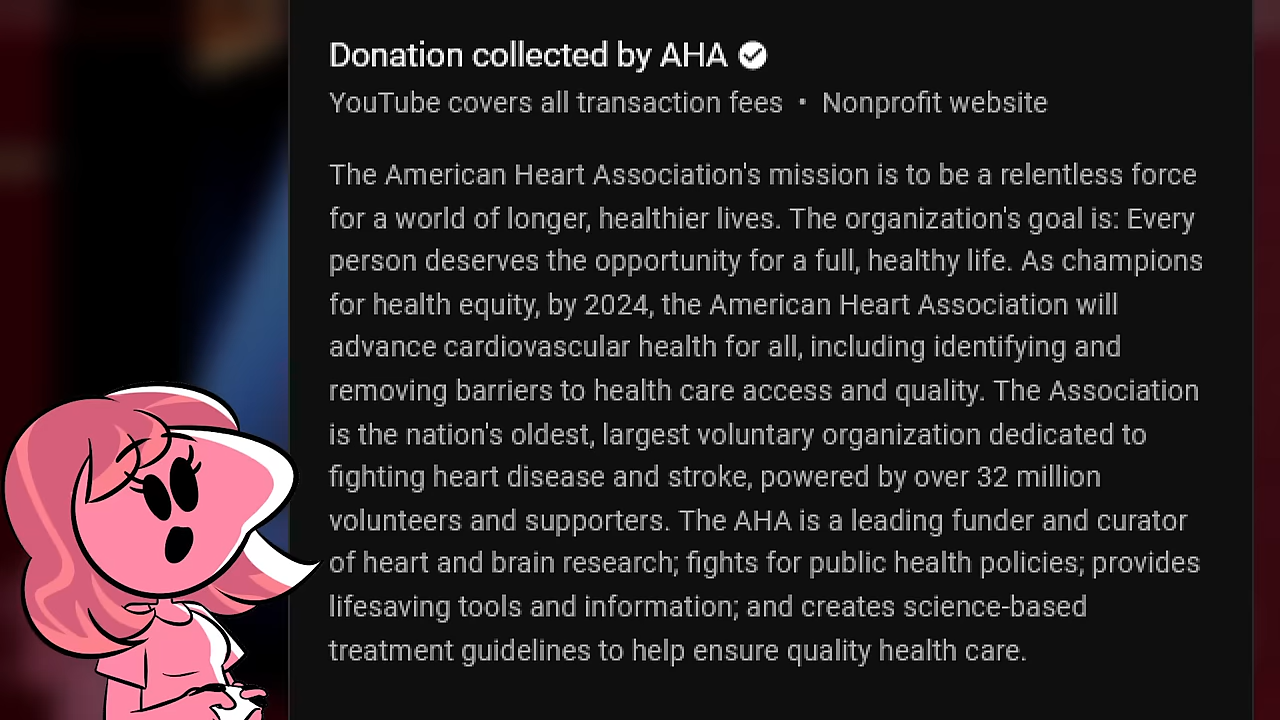 Donation collected by AHA
YouTube covers all transaction fees • Nonprofit website
The American Heart Association's mission is to be a relentless force
for a world of longer, healthier lives. The organization's goal is: Every
person deserves the opportunity for a full, healthy life. As champions
for health equity, by 2024, the American Heart Association will
advance cardiovascular health for all, including identifying and
removing barriers to health care access and quality. The Association
is the nation's oldest, largest voluntary organization dedicated to
fighting heart disease and stroke, powered by over 32 million
volunteers and supporters. The AHA is a leading funder and curator
of heart and brain research; fights for public health policies; provides
lifesaving tools and information; and creates science-based
treatment guidelines to help ensure quality health care.